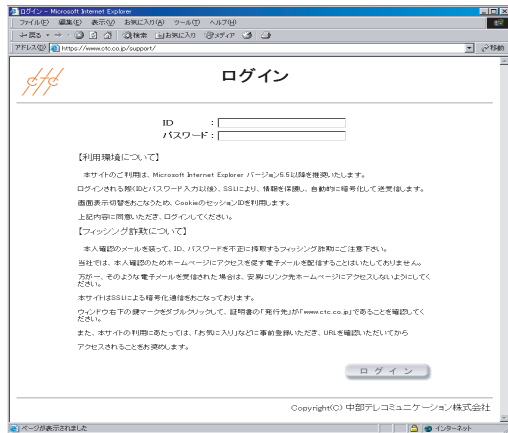 ログイン - Microsoft Internet Explorer
ファイル(F) 編集(E) 表示(V) お気に入り(A) ツール(T) ヘルプ(H)
戻る 検索 お気に入り メディア
アドレス(D) https://www.ctc.co.jp/support/ 移動
ctc
ログイン
ID :
パスワード :
【利用環境について】
本サイトのご利用は、Microsoft Internet Explorer バージョン5.5以降を推奨いたします。
ログインされる際(IDとパスワード入力以後)、SSLにより、情報を保護し、自動的に暗号化して送受信します。
画面表示切替をおこなうため、CookieのセッションIDを利用します。
上記内容に同意いただき、ログインしてください。
【フィッシング詐欺について】
本人確認のメールを装って、ID、パスワードを不正に搾取するフィッシング詐欺にご注意下さい。
当社では、本人確認のためホームページにアクセスを促す電子メールを配信することはいたしておりません。
万が一、そのような電子メールを受信された場合は、安易にリンク先ホームページにアクセスしないようにしてく
ださい。
本サイトはSSLによる暗号化通信をおこなっております。
ウィンドウ右下の鍵マークをダブルクリックして、証明書の「発行先」が「www.ctc.co.jp」であることを確認してく
ださい。
また、本サイトの利用にあたっては、「お気に入り」などに事前登録いただき、URLを確認いただいてから
アクセスされることをお奨めします。
ログイン
Copyright(C) 中部テレコミュニケーション株式会社
ページが表示されました インターネット